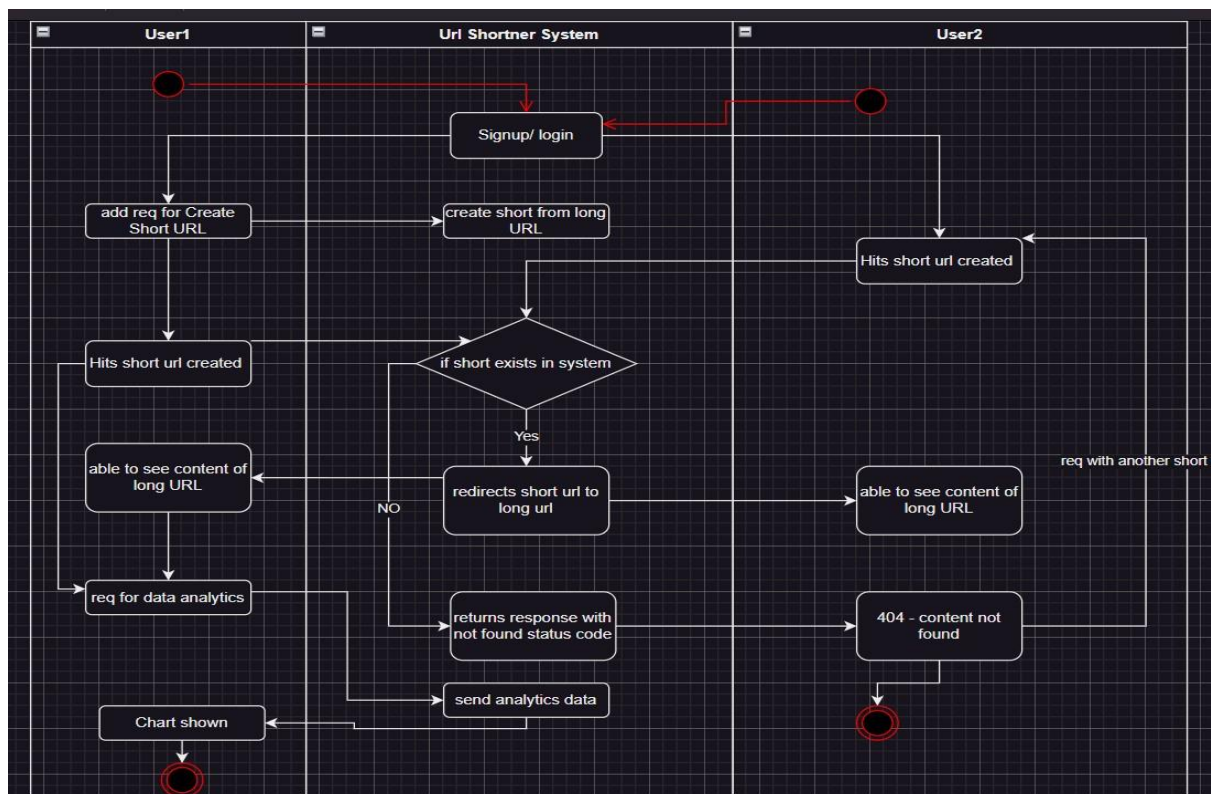 User1
Url Shortner System
User2
Signup/ login
add req for Create
Short URL
create short from long
URL
Hits short url created
Hits short url created
if short exists in system
Yes
able to see content of
long URL
redirects short url to
long url
able to see content of
long URL
req with another short
NO
req for data analytics
returns response with
not found status code
404 - content not
found
send analytics data
Chart shown